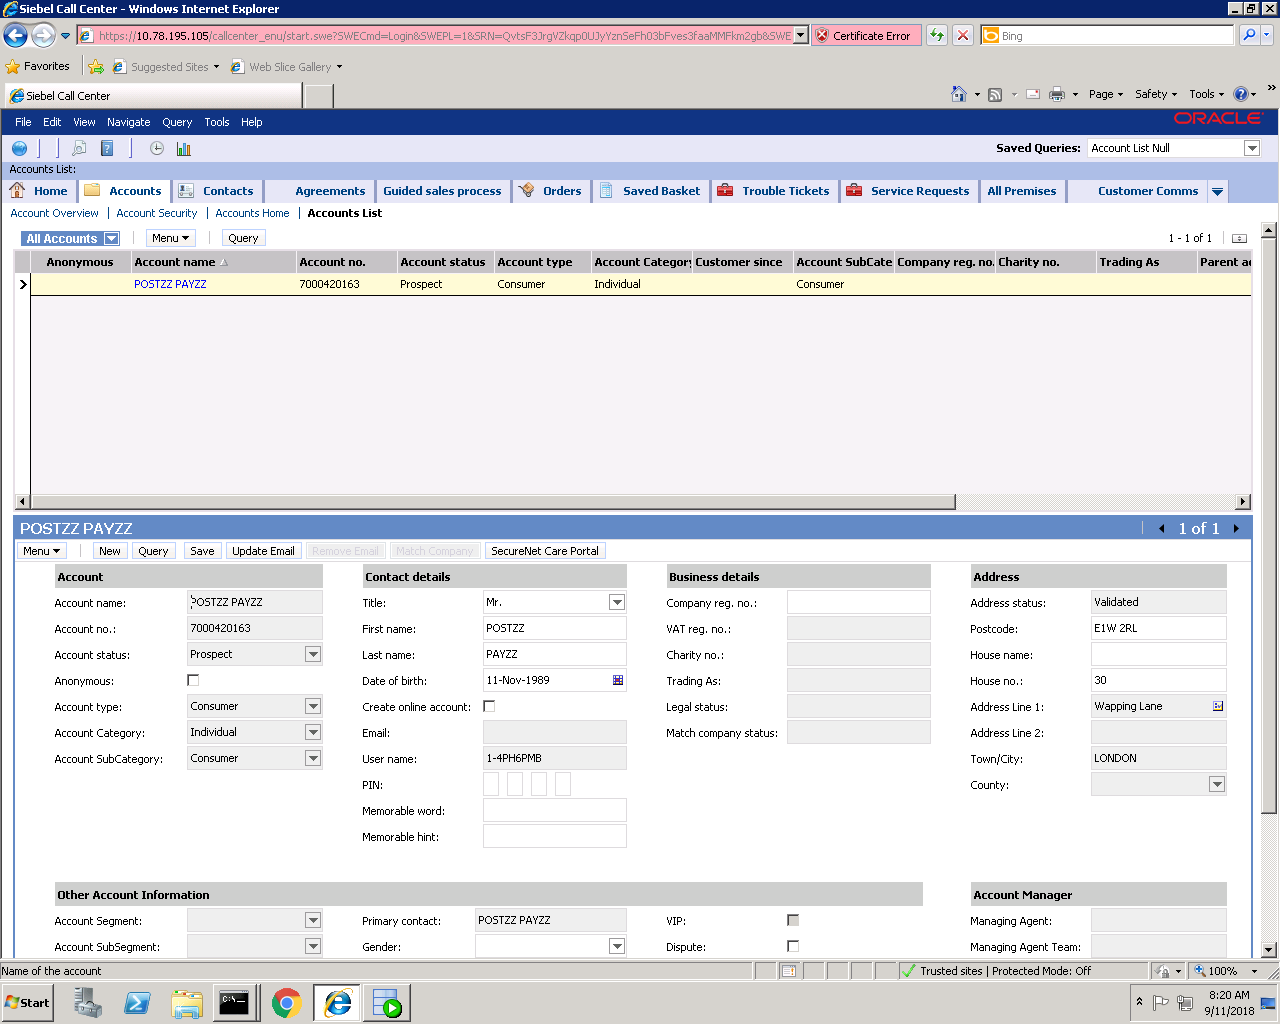 Siebel Call Center - Windows Internet Explorer
https://10.78.195.105/callcenter_enu/start.swe?SWECmd=Login&SWEPL=1&SRN=QvtsF3JrgVZkqp0UJyYznSeFh03bFves3faaMMFkm2gb&SWE
Certificate Error
Bing
Favorites
Suggested Sites
Web Slice Gallery
Siebel Call Center
Page
Safety
Tools
File Edit View Navigate Query Tools Help
ORACLE
Saved Queries: Account List Null
Accounts List:
Home Accounts Contacts Agreements Guided sales process Orders Saved Basket Trouble Tickets Service Requests All Premises Customer Comms
Account Overview | Account Security | Accounts Home | Accounts List
All Accounts Menu Query 1 - 1 of 1
Anonymous Account name Account no. Account status Account type Account Category Customer since Account SubCate Company reg. no. Charity no. Trading As Parent ac
POSTZZ PAYZZ 7000420163 Prospect Consumer Individual Consumer
POSTZZ PAYZZ 1 of 1
Menu New Query Save Update Email Remove Email Match Company SecureNet Care Portal
Account Contact details Business details Address
Account name: POSTZZ PAYZZ Title: Mr. Company reg. no.: Address status: Validated
Account no.: 7000420163 First name: POSTZZ VAT reg. no.: Postcode: E1W 2RL
Account status: Prospect Last name: PAYZZ Charity no.: House name:
Anonymous: Date of birth: 11-Nov-1989 Trading As: House no.: 30
Account type: Consumer Create online account: Legal status: Address Line 1: Wapping Lane
Account Category: Individual Email: Match company status: Address Line 2:
Account SubCategory: Consumer User name: 1-4PH6PMB Town/City: LONDON
PIN: County:
Memorable word:
Memorable hint:
Other Account Information Account Manager
Account Segment: Primary contact: POSTZZ PAYZZ VIP: Managing Agent:
Account SubSegment: Gender: Dispute: Managing Agent Team:
Name of the account Trusted sites | Protected Mode: Off 100%
Start 8:20 AM
9/11/2018